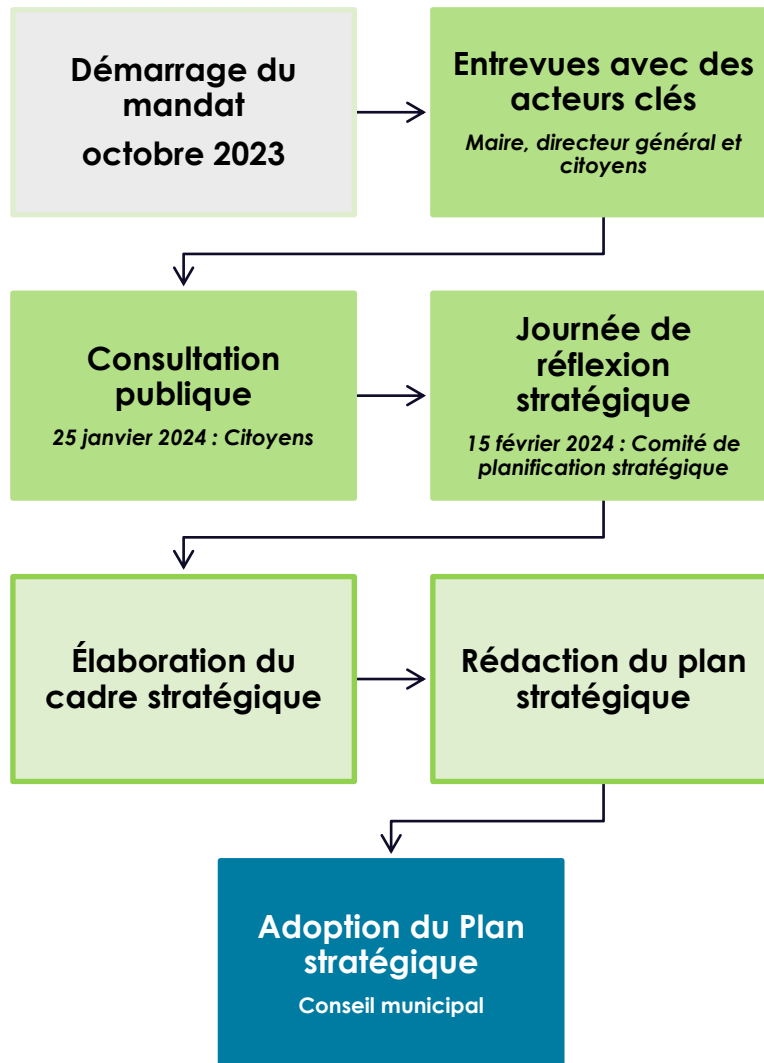 Démarrage du
mandat
octobre 2023
Entrevues avec des
acteurs clés
Maire, directeur général et
citoyens
Consultation
publique
25 janvier 2024 : Citoyens
Journée de
réflexion
stratégique
15 février 2024 : Comité de
planification stratégique
Élaboration du
cadre stratégique
Rédaction du plan
stratégique
Adoption du Plan
stratégique
Conseil municipal